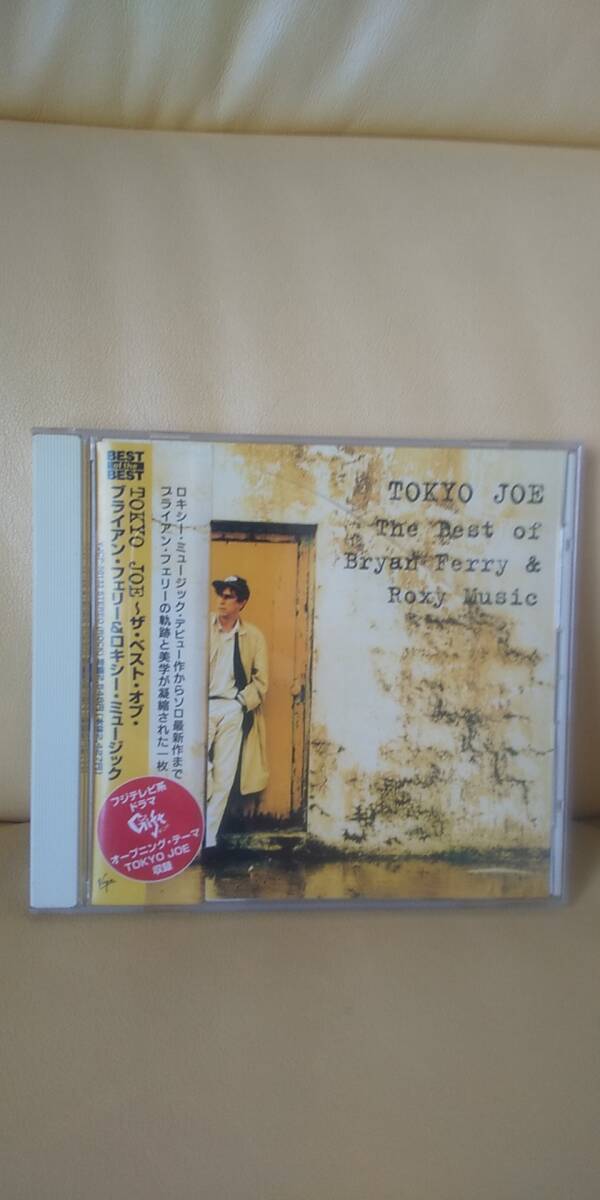 TOKYO JOE
The Best of
Bryan Ferry &
Roxy Music
BEST
of the
BEST
TOKYO JOE~ザ・ベスト・オブ・
ブライアン・フェリー&ロキシー・ミュージック
ロキシー・ミュージック・デビュー作からソロ最新作まで
ブライアン・フェリーの軌跡と美学が凝縮された一枚
フジテレビ系
ドラマ
Gift
オープニング・テーマ
TOKYO JOE
収録
Virgin